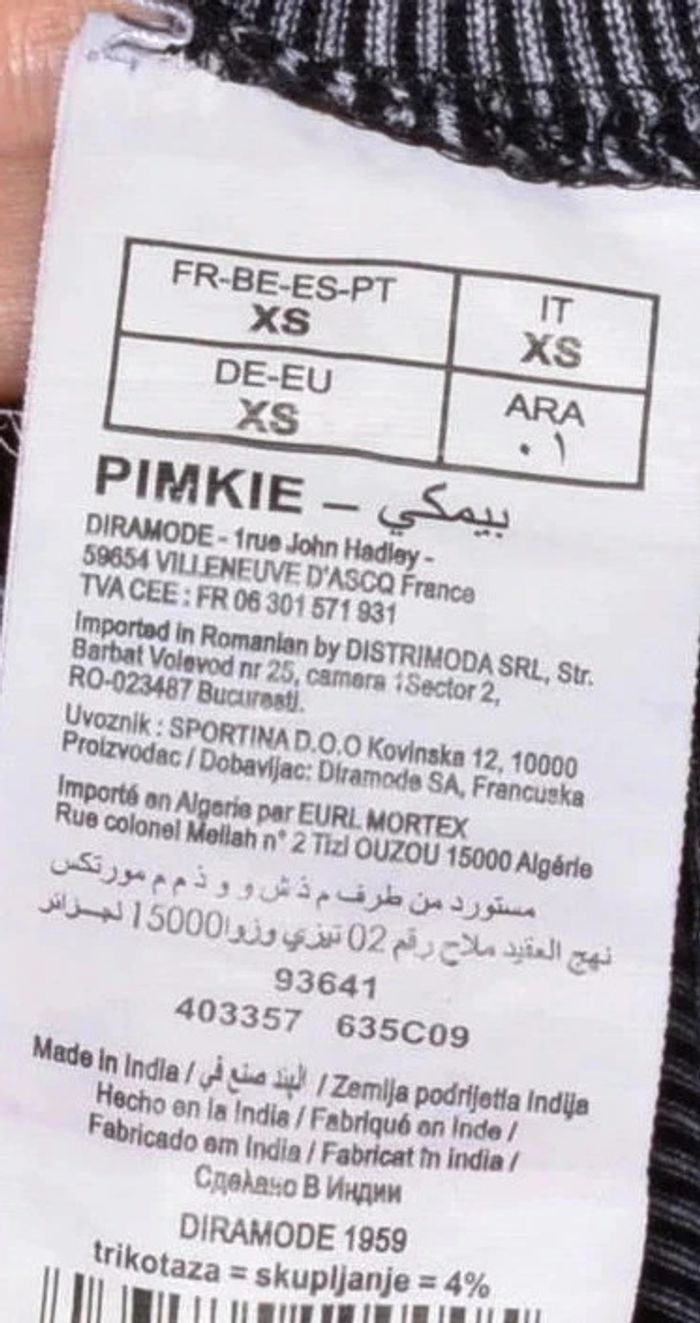 FR-BE-ES-PT
XS
IT
XS
DE-EU
XS
ARA
٠١
PIMKIE – بيمكي
DIRAMODE - 1rue John Hadley -
59654 VILLENEUVE D'ASCQ France
TVA CEE : FR 06 301 571 931
Imported in Romanian by DISTRIMODA SRL, Str.
Barbat Voievod nr 25, camera 1Sector 2,
RO-023487 Bucuresti.
Uvoznik : SPORTINA D.O.O Kovinska 12, 10000
Proizvodac / Dobavijac: Diramode SA, Francuska
Importé en Algerie par EURL MORTEX
Rue colonel Mellah n° 2 Tizi OUZOU 15000 Algérie
مستورد من طرف م ذ ش و و ذ م م مورتكس
نهج العقيد ملاح رقم 02 تيزي وزو15000 لجزائر
93641
403357 635C09
Made in India / صنع في الهند / Zemlja podrijetla Indija
Hecho en la India / Fabriqué en Inde /
Fabricado em India / Fabricat în India /
Сделано В Индии
DIRAMODE 1959
trikotaza = skupljanje = 4%